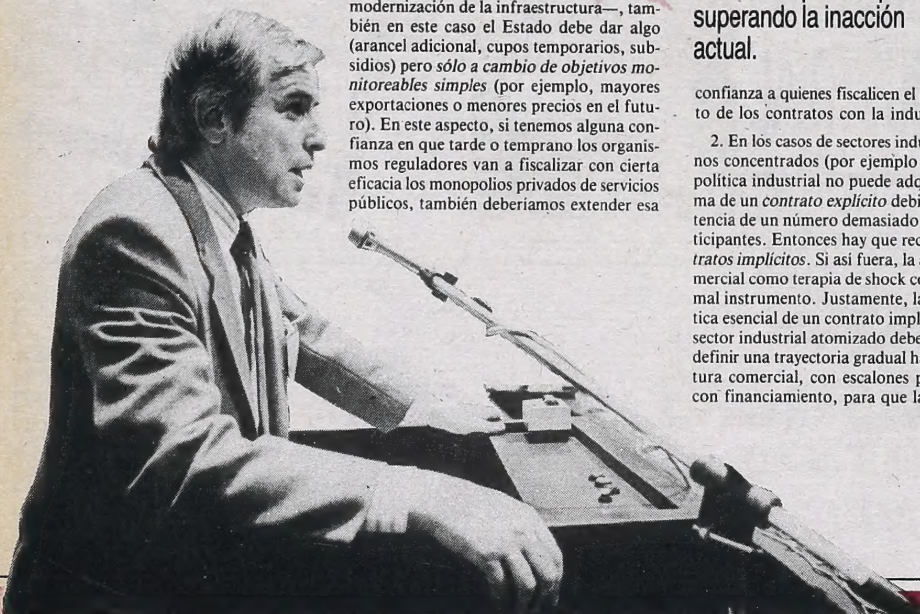 modernización de la infraestructura—, tam-
bién en este caso el Estado debe dar algo
(arancel adicional, cupos temporarios, sub-
sidios) pero sólo a cambio de objetivos mo-
nitoreables simples (por ejemplo, mayores
exportaciones o menores precios en el futu-
ro). En este aspecto, si tenemos alguna con-
fianza en que tarde o temprano los organis-
mos reguladores van a fiscalizar con cierta
eficacia los monopolios privados de servicios
públicos, también deberíamos extender esa
superando la inacción
actual.
confianza a quienes fiscalicen el
to de los contratos con la indu
2. En los casos de sectores indu
nos concentrados (por ejemplo
política industrial no puede ado
ma de un contrato explícito debi
tencia de un número demasiado
ticipantes. Entonces hay que rec
tratos implícitos. Si así fuera, la
mercial como terapia de shock c
mal instrumento. Justamente, la
tica esencial de un contrato impl
sector industrial atomizado debe
definir una trayectoria gradual h
tura comercial, con escalones p
con financiamiento, para que la